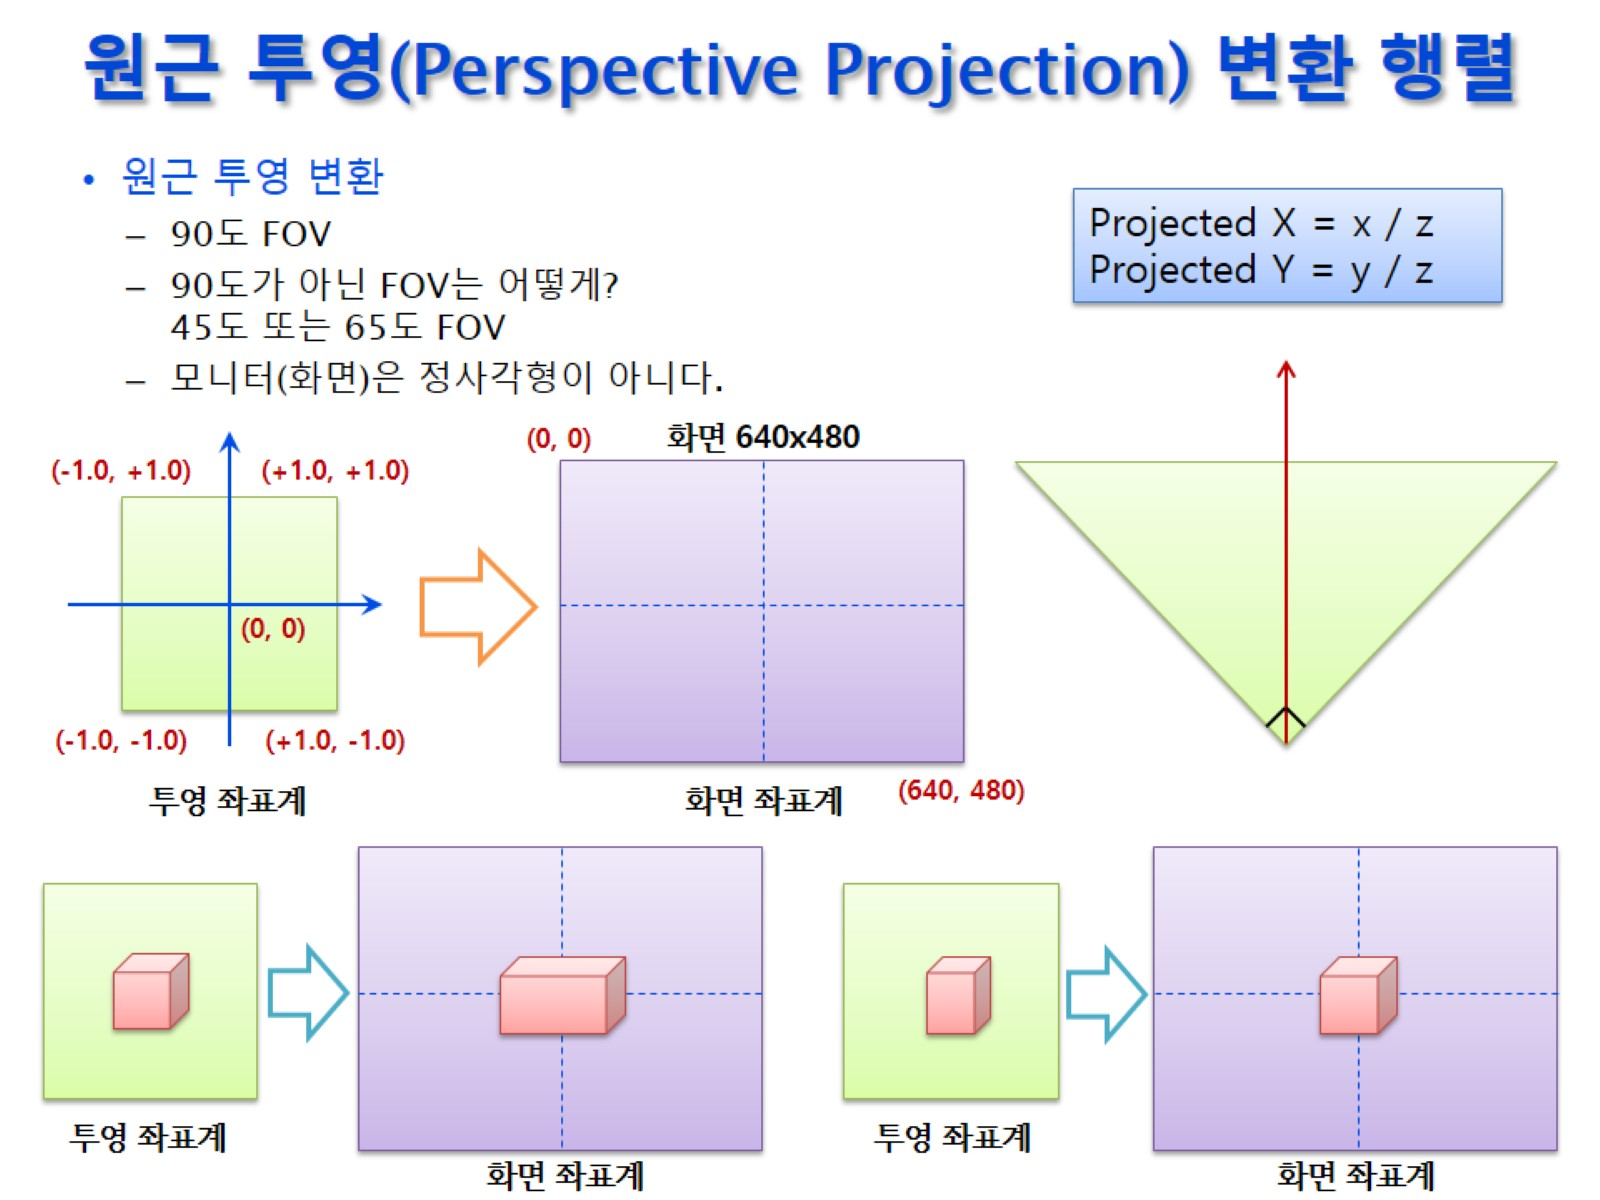 원근 투영(Perspective Projection) 변환 행렬
• 원근 투영 변환
– 90도 FOV
– 90도가 아닌 FOV는 어떻게?
45도 또는 65도 FOV
– 모니터(화면)은 정사각형이 아니다.
Projected X = x / z
Projected Y = y / z
(-1.0, +1.0) (+1.0, +1.0)
(0, 0)
(-1.0, -1.0) (+1.0, -1.0)
투영 좌표계
(0, 0) 화면 640x480
(640, 480)
화면 좌표계
투영 좌표계
화면 좌표계
투영 좌표계
화면 좌표계